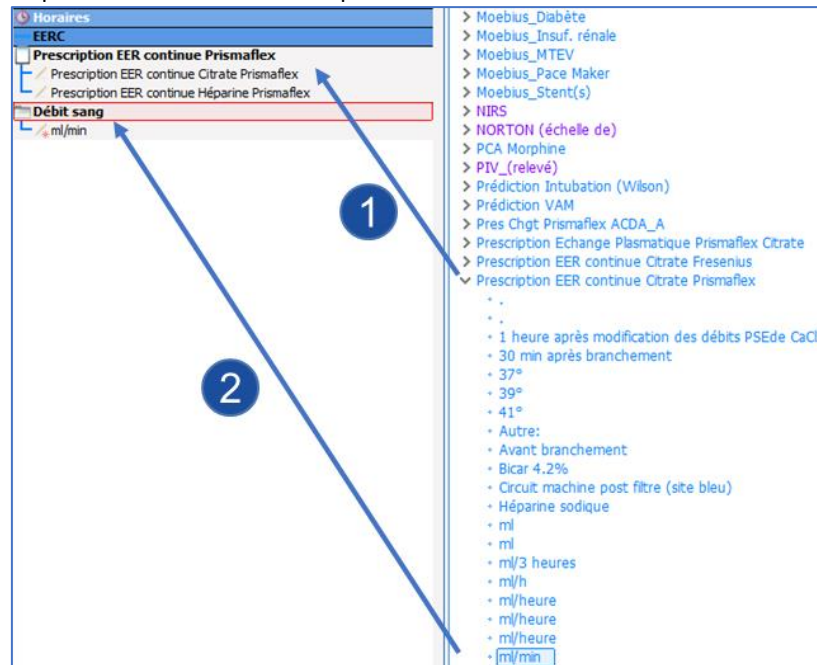 Horaires
EERC
Prescription EER continue Prismaflex
Prescription EER continue Citrate Prismaflex
Prescription EER continue Héparine Prismaflex
Débit sang
ml/min
1
2
Moebius_Diabète
Moebius_Insuf. rénale
Moebius_MTEV
Moebius_Pace Maker
Moebius_Stent(s)
NIRS
NORTON (échelle de)
PCA Morphine
PIV_(relevé)
Prédiction Intubation (Wilson)
Prédiction VAM
Pres Chgt Prismaflex ACDA_A
Prescription Echange Plasmatique Prismaflex Citrate
Prescription EER continue Citrate Fresenius
Prescription EER continue Citrate Prismaflex
.
.
1 heure après modification des débits PSEde CaCl
30 min après branchement
37°
39°
41°
Autre:
Avant branchement
Bicar 4.2%
Circuit machine post filtre (site bleu)
Héparine sodique
ml
ml
ml/3 heures
ml/h
ml/heure
ml/heure
ml/heure
ml/min